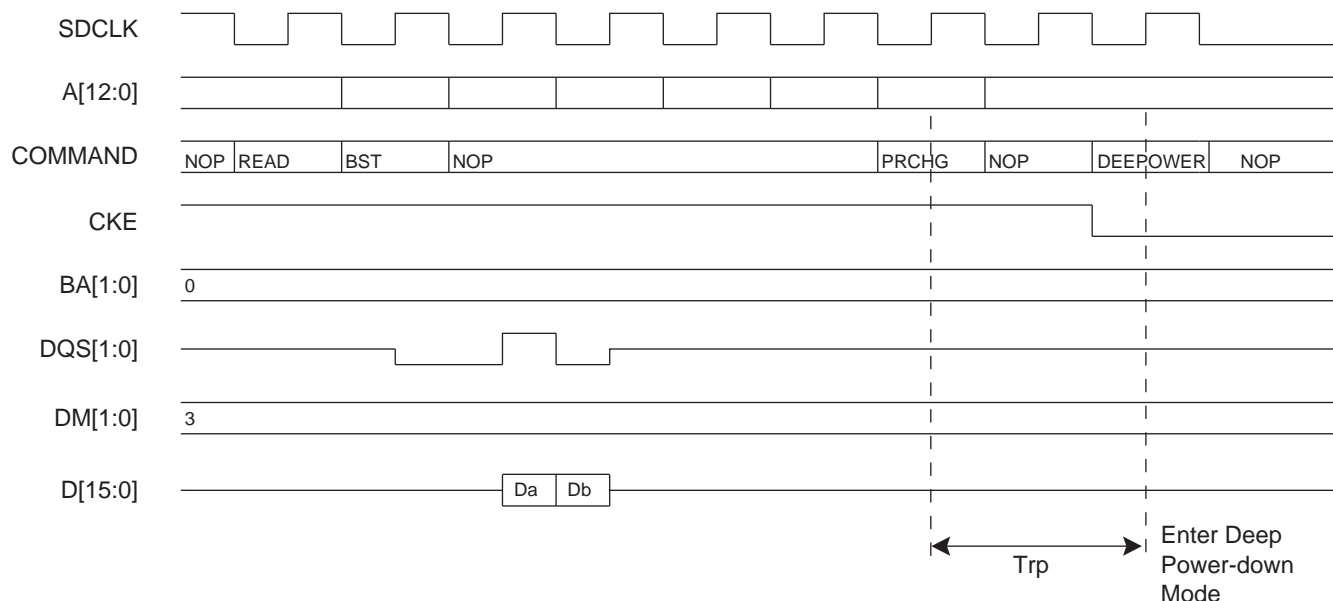 SDCLK
A[12:0]
COMMAND NOP READ BST NOP PRCHG NOP DEEPOWER NOP
CKE
BA[1:0] 0
DQS[1:0]
DM[1:0] 3
D[15:0] Da Db
Trp
Enter Deep
Power-down
Mode